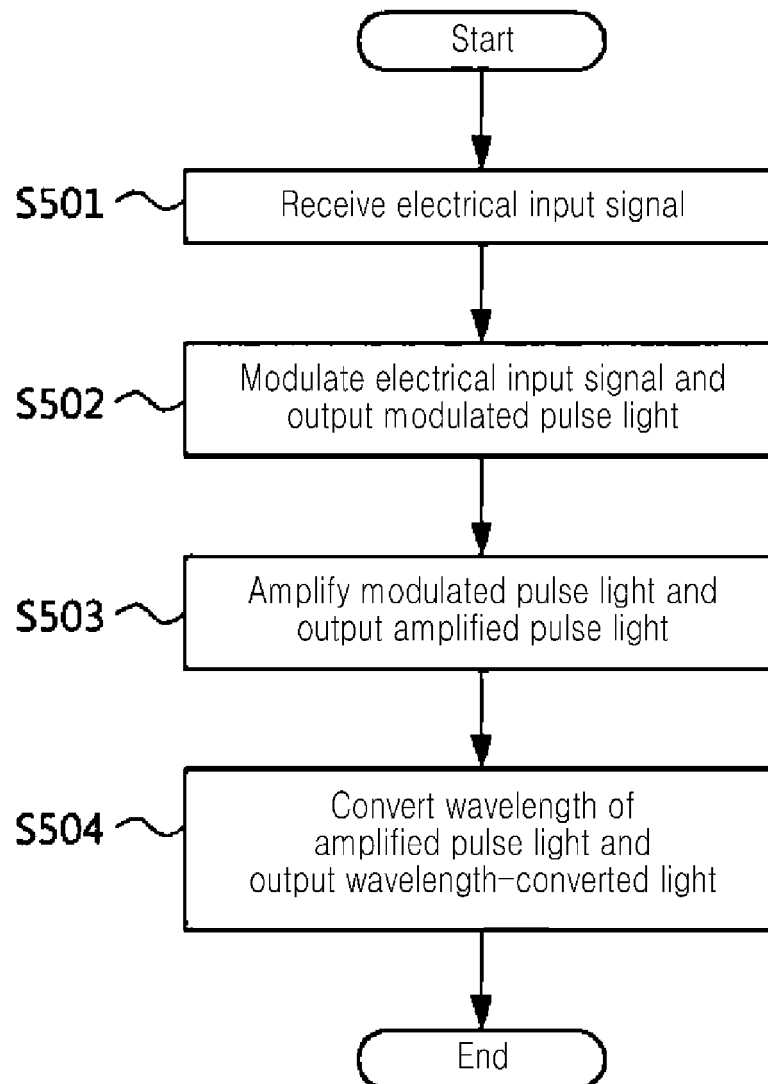 Start
S501
Receive electrical input signal
S502
Modulate electrical input signal and
output modulated pulse light
S503
Amplify modulated pulse light and
output amplified pulse light
S504
Convert wavelength of
amplified pulse light and
output wavelength-converted light
End